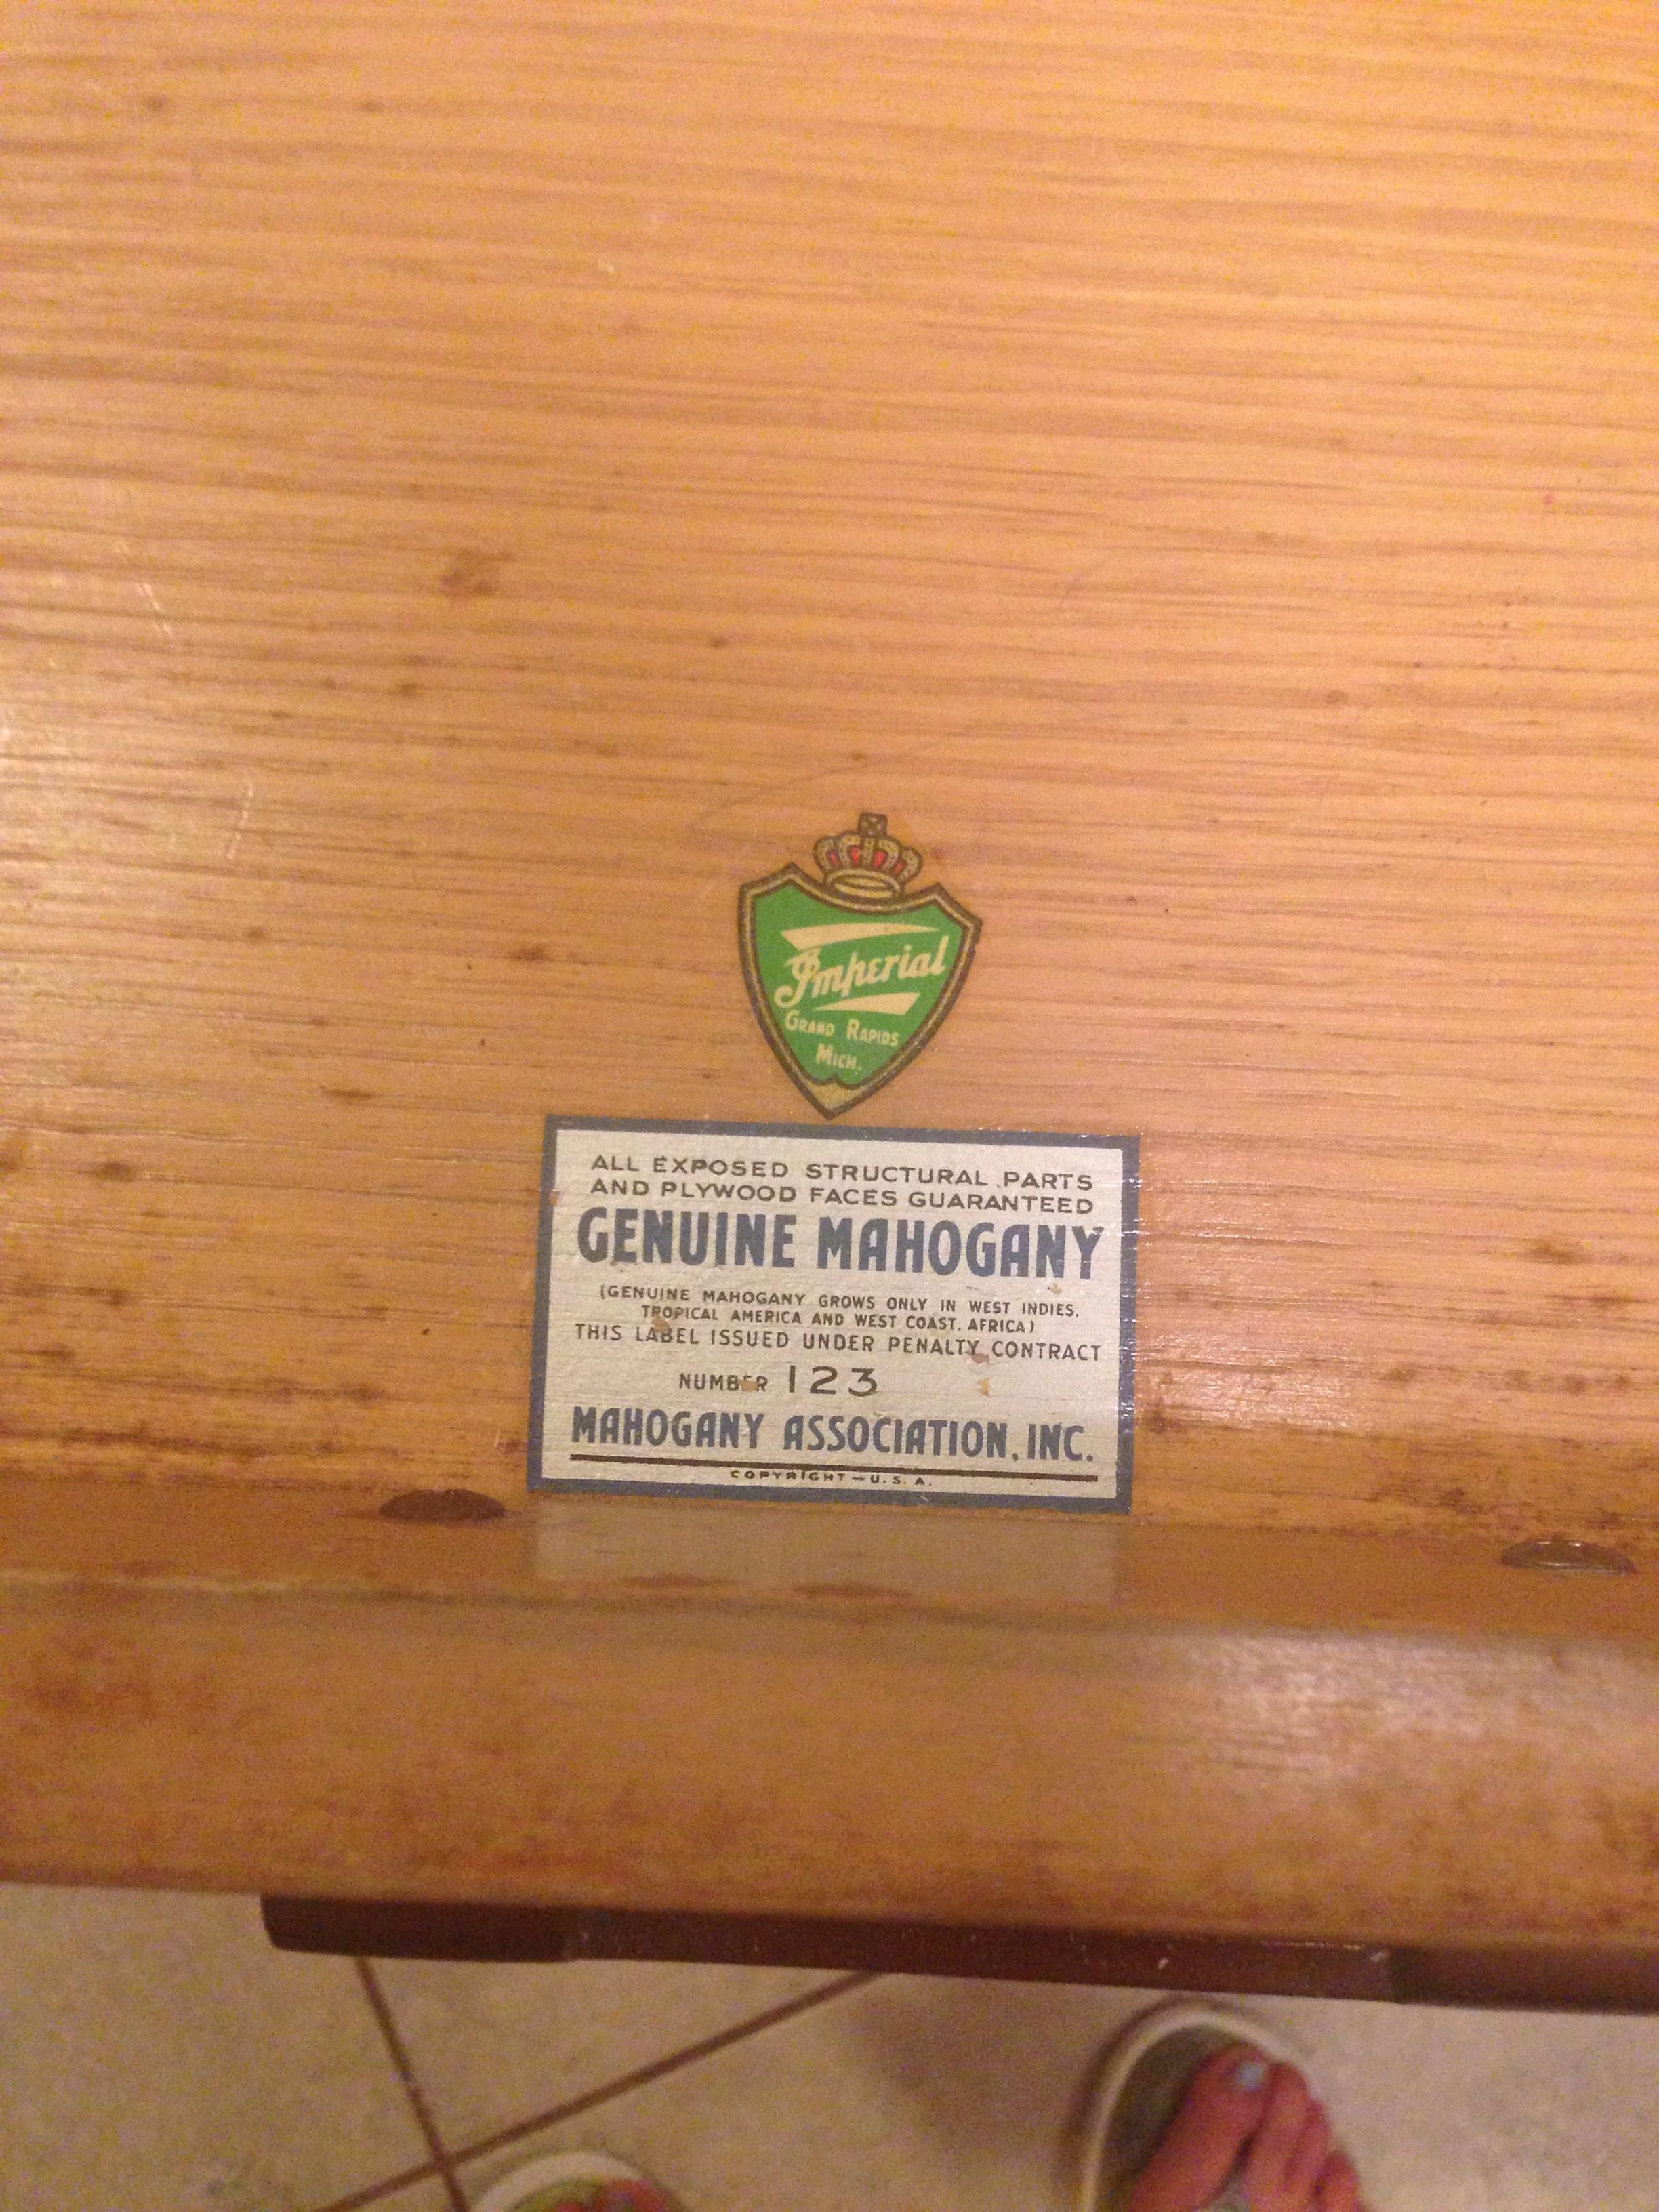 Imperial
GRAND RAPIDS
MICH.
ALL EXPOSED STRUCTURAL PARTS
AND PLYWOOD FACES GUARANTEED
GENUINE MAHOGANY
(GENUINE MAHOGANY GROWS ONLY IN WEST INDIES,
TROPICAL AMERICA AND WEST COAST, AFRICA)
THIS LABEL ISSUED UNDER PENALTY CONTRACT
NUMBER 123
MAHOGANY ASSOCIATION, INC.
COPYRIGHT — U. S. A.